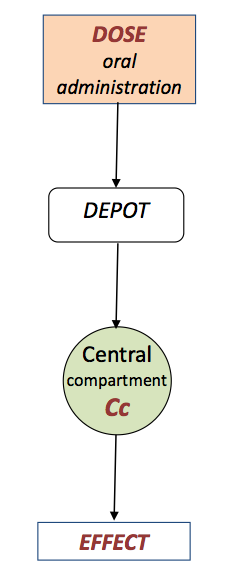 DOSE
oral
administration
DEPOT
Central
compartment
Cc
EFFECT